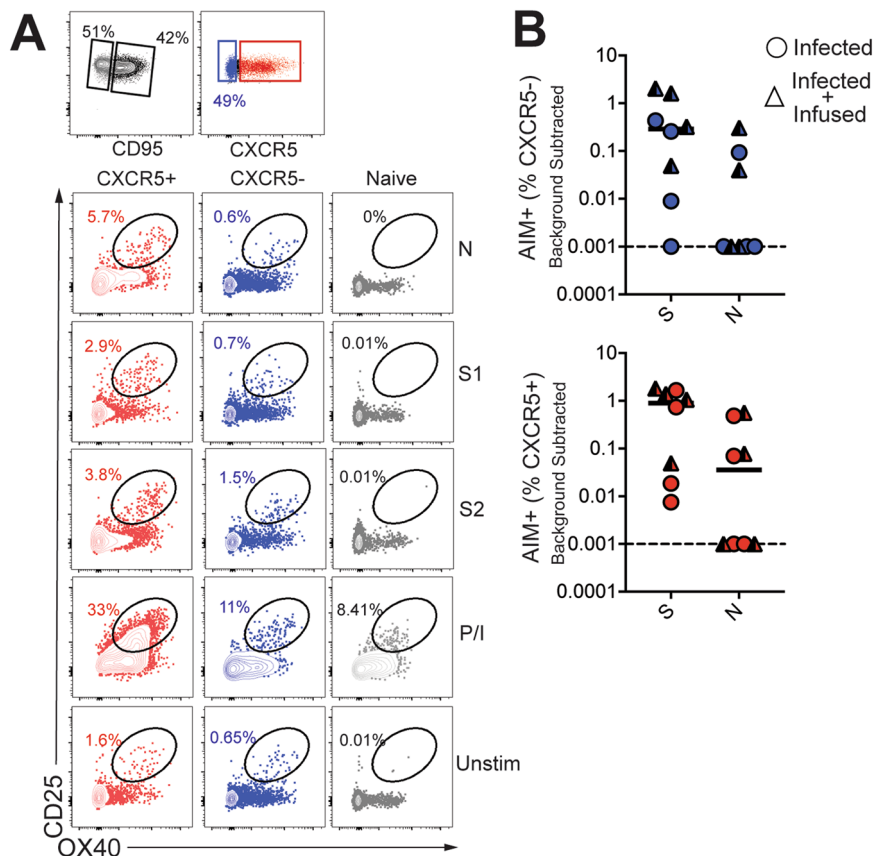 A
51%
42%
49%
CD95
CXCR5
CXCR5+
CXCR5-
Naive
5.7%
0.6%
0%
N
2.9%
0.7%
0.01%
S1
3.8%
1.5%
0.01%
S2
33%
11%
8.41%
P/I
1.6%
0.65%
0.01%
Unstim
CD25
OX40
B
Infected
Infected
+
Infused
AIM+ (% CXCR5-)
Background Subtracted
10
1
0.1
0.01
0.001
0.0001
S
N
AIM+ (% CXCR5+)
Background Subtracted
10
1
0.1
0.01
0.001
0.0001
S
N